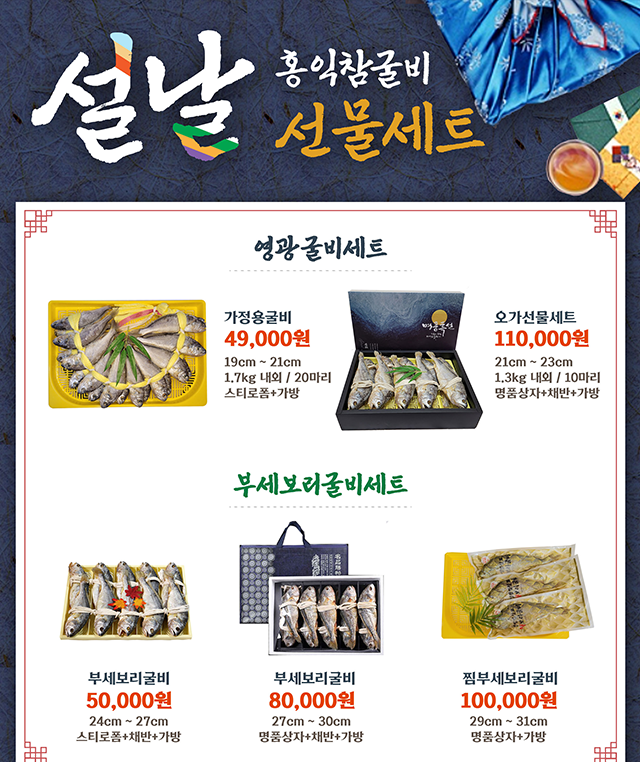 설날
홍익참굴비
선물세트
영광굴비세트
가정용굴비
49,000원
19cm ~ 21cm
1.7kg 내외 / 20마리
스티로폼+가방
오가선물세트
110,000원
21cm ~ 23cm
1.3kg 내외 / 10마리
명품상자+채반+가방
부세보리굴비세트
부세보리굴비
50,000원
24cm ~ 27cm
스티로폼+채반+가방
부세보리굴비
80,000원
27cm ~ 30cm
명품상자+채반+가방
찜부세보리굴비
100,000원
29cm ~ 31cm
명품상자+가방